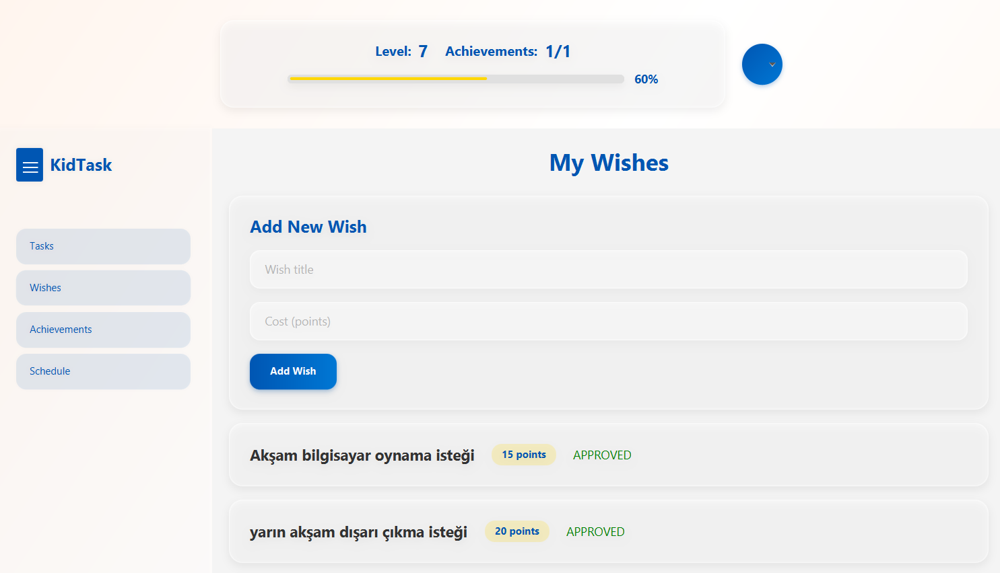 Level: 7 Achievements: 1/1
60%
KidTask
Tasks
Wishes
Achievements
Schedule
My Wishes
Add New Wish
Wish title
Cost (points)
Add Wish
Akşam bilgisayar oynama isteği 15 points APPROVED
yarın akşam dışarı çıkma isteği 20 points APPROVED